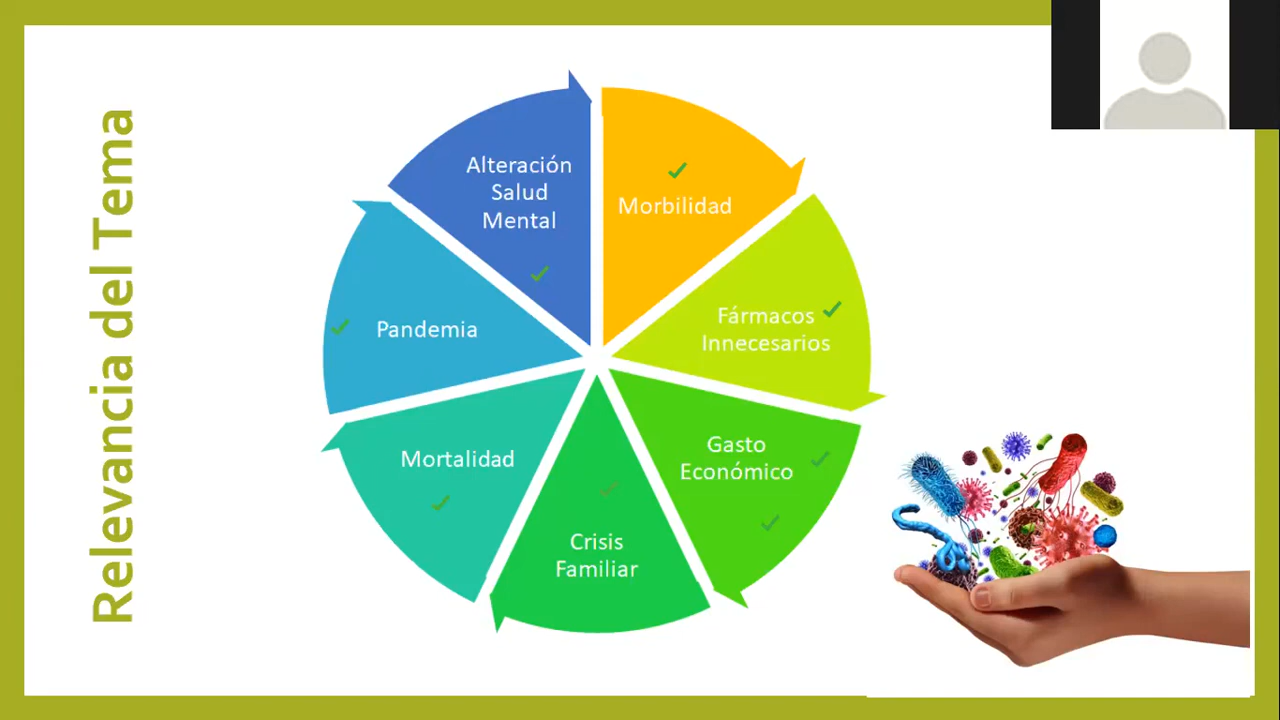 Relevancia del Tema
Alteración
Salud
Mental
Morbilidad
Fármacos
Innecesarios
Gasto
Económico
Crisis
Familiar
Mortalidad
Pandemia